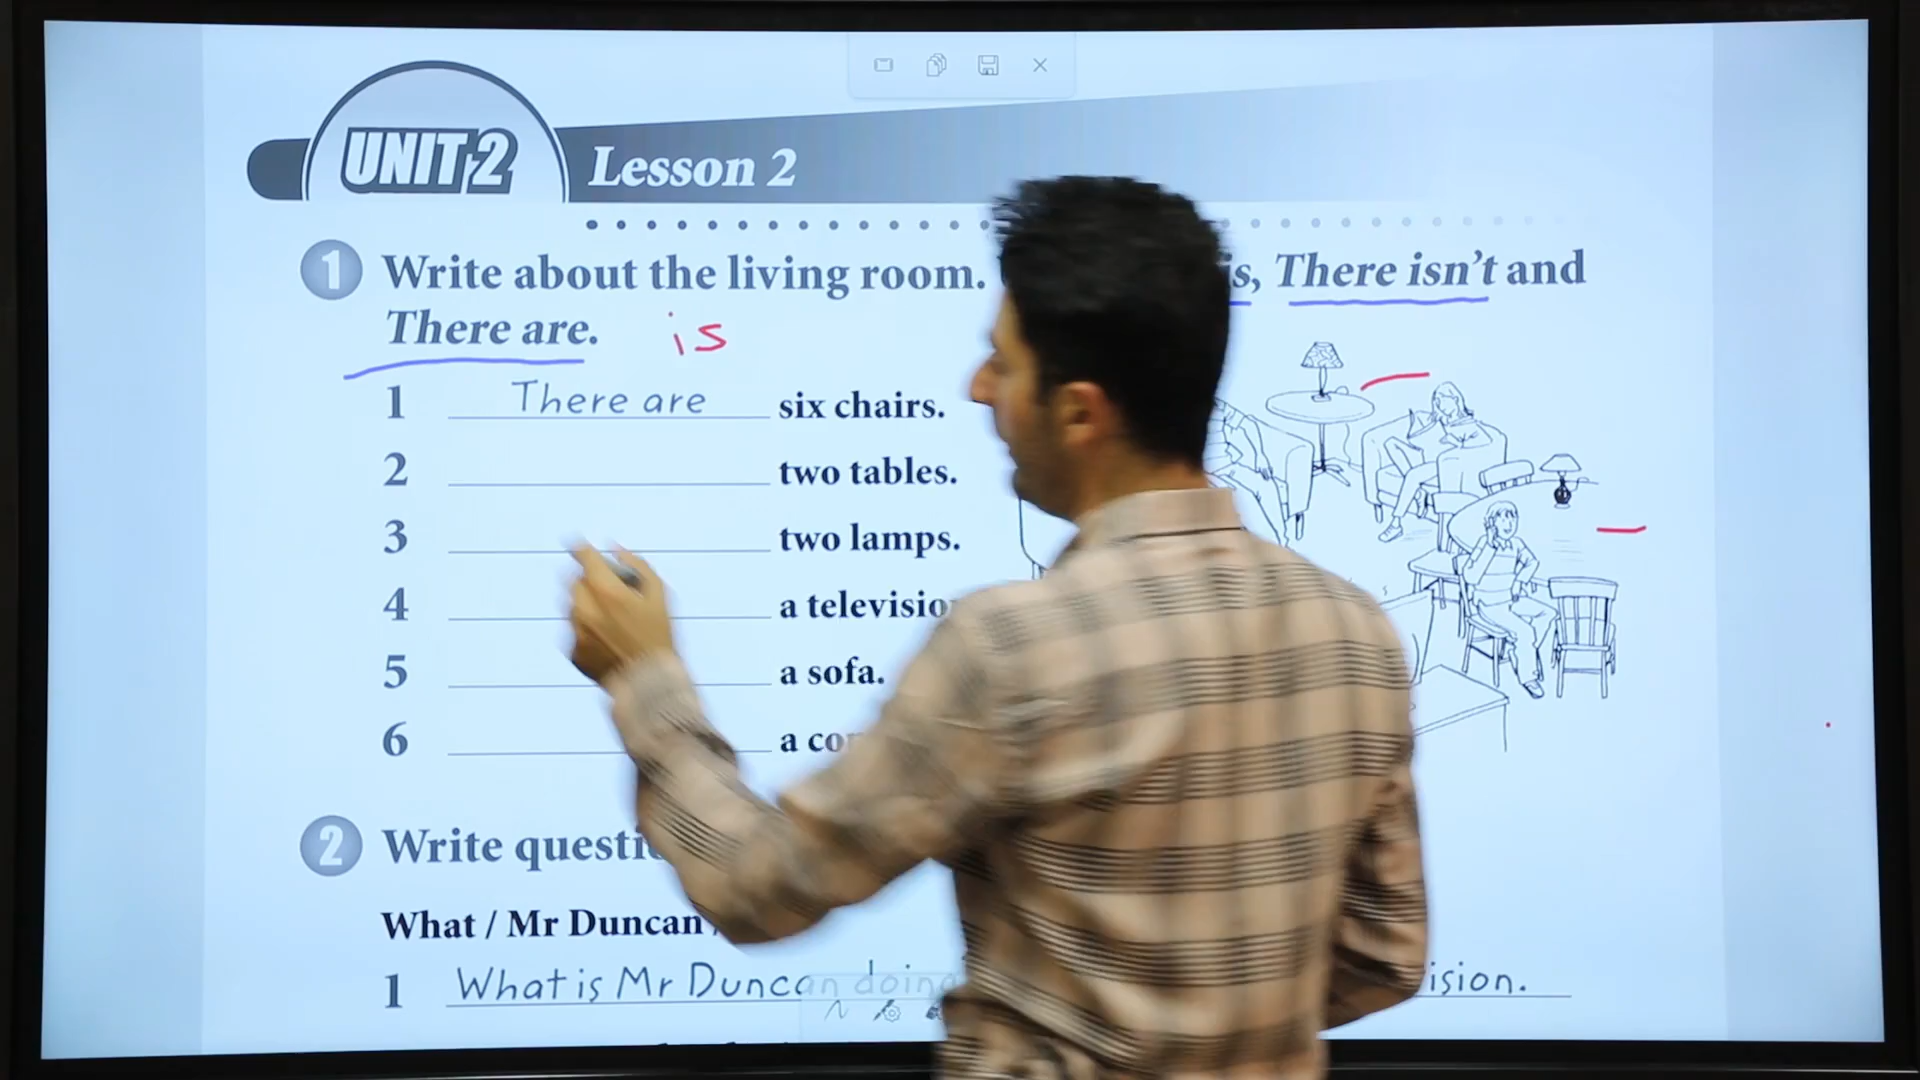 UNIT 2
Lesson 2
1 Write about the living room. is, There isn't and
There are. is
1 There are six chairs.
2 two tables.
3 two lamps.
4 a televisio
5 a sofa.
6 a co
2 Write questi
What / Mr Duncan /
1 What is Mr Duncan doing ision.